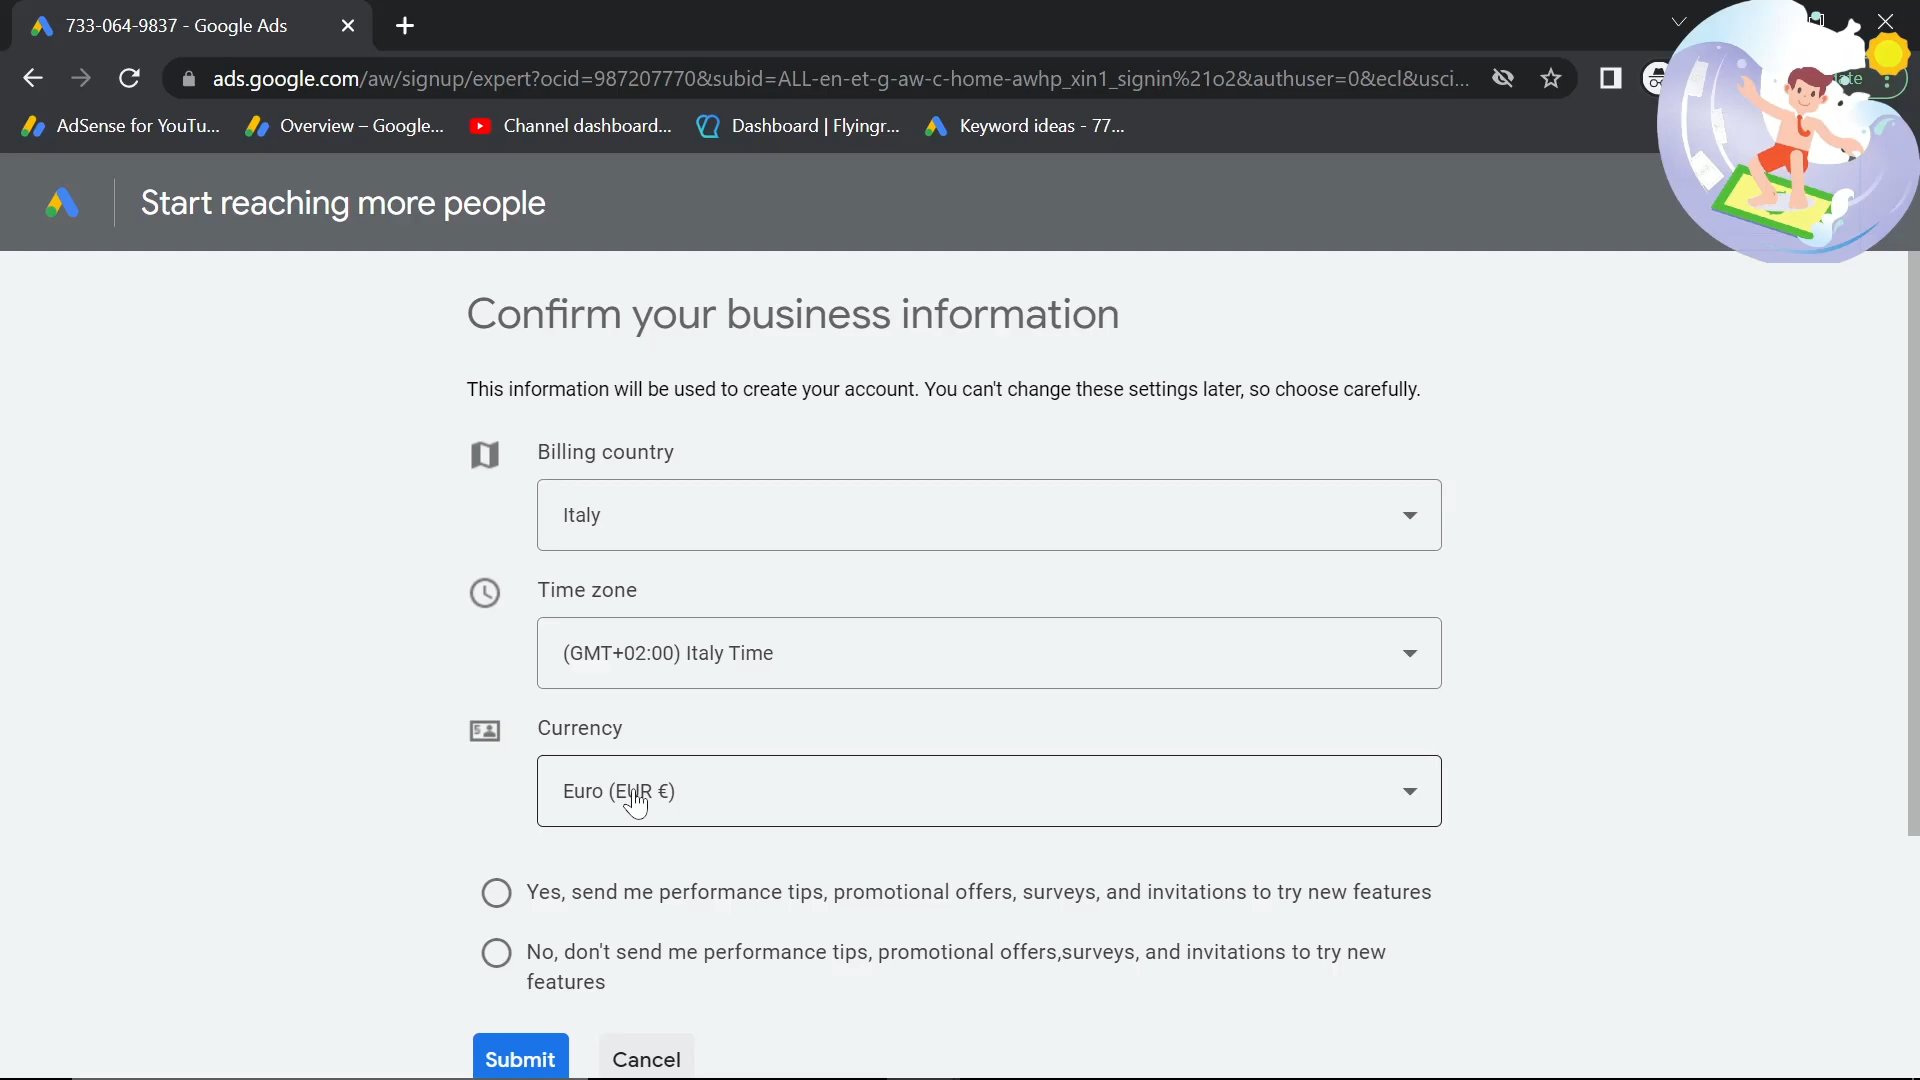 733-064-9837 - Google Ads
ads.google.com/aw/signup/expert?ocid=987207770&subid=ALL-en-et-g-aw-c-home-awhp_xin1_signin%21o2&authuser=0&ecl&usci...
AdSense for YouTu... Overview – Google... Channel dashboard... Dashboard | Flyingr... Keyword ideas - 77...
Start reaching more people
Confirm your business information
This information will be used to create your account. You can't change these settings later, so choose carefully.
Billing country
Italy
Time zone
(GMT+02:00) Italy Time
Currency
Euro (EUR €)
Yes, send me performance tips, promotional offers, surveys, and invitations to try new features
No, don't send me performance tips, promotional offers,surveys, and invitations to try new
features
Submit Cancel